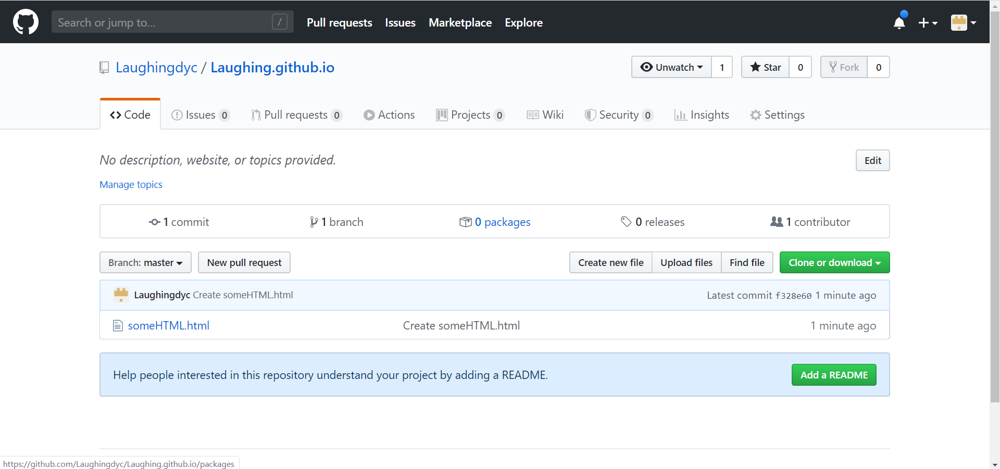 Search or jump to... /
Pull requests Issues Marketplace Explore
Laughingdyc / Laughing.github.io
Unwatch 1 Star 0 Fork 0
Code Issues 0 Pull requests 0 Actions Projects 0 Wiki Security 0 Insights Settings
No description, website, or topics provided. Edit
Manage topics
1 commit 1 branch 0 packages 0 releases 1 contributor
Branch: master New pull request Create new file Upload files Find file Clone or download
Laughingdyc Create someHTML.html Latest commit f328e60 1 minute ago
someHTML.html Create someHTML.html 1 minute ago
Help people interested in this repository understand your project by adding a README. Add a README
https://github.com/Laughingdyc/Laughing.github.io/packages